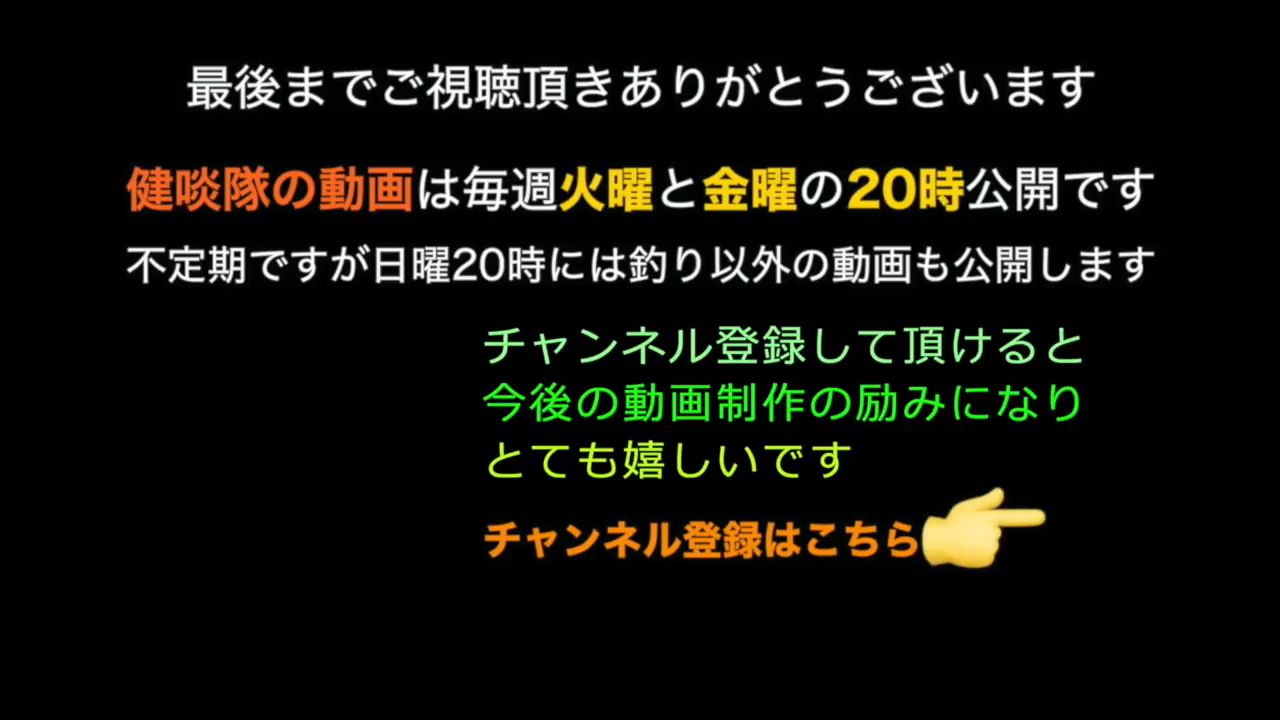 最後までご視聴頂きありがとうございます
健啖隊の動画は毎週火曜と金曜の20時公開です
不定期ですが日曜20時には釣り以外の動画も公開します
チャンネル登録して頂けると
今後の動画制作の励みになり
とても嬉しいです
チャンネル登録はこちら